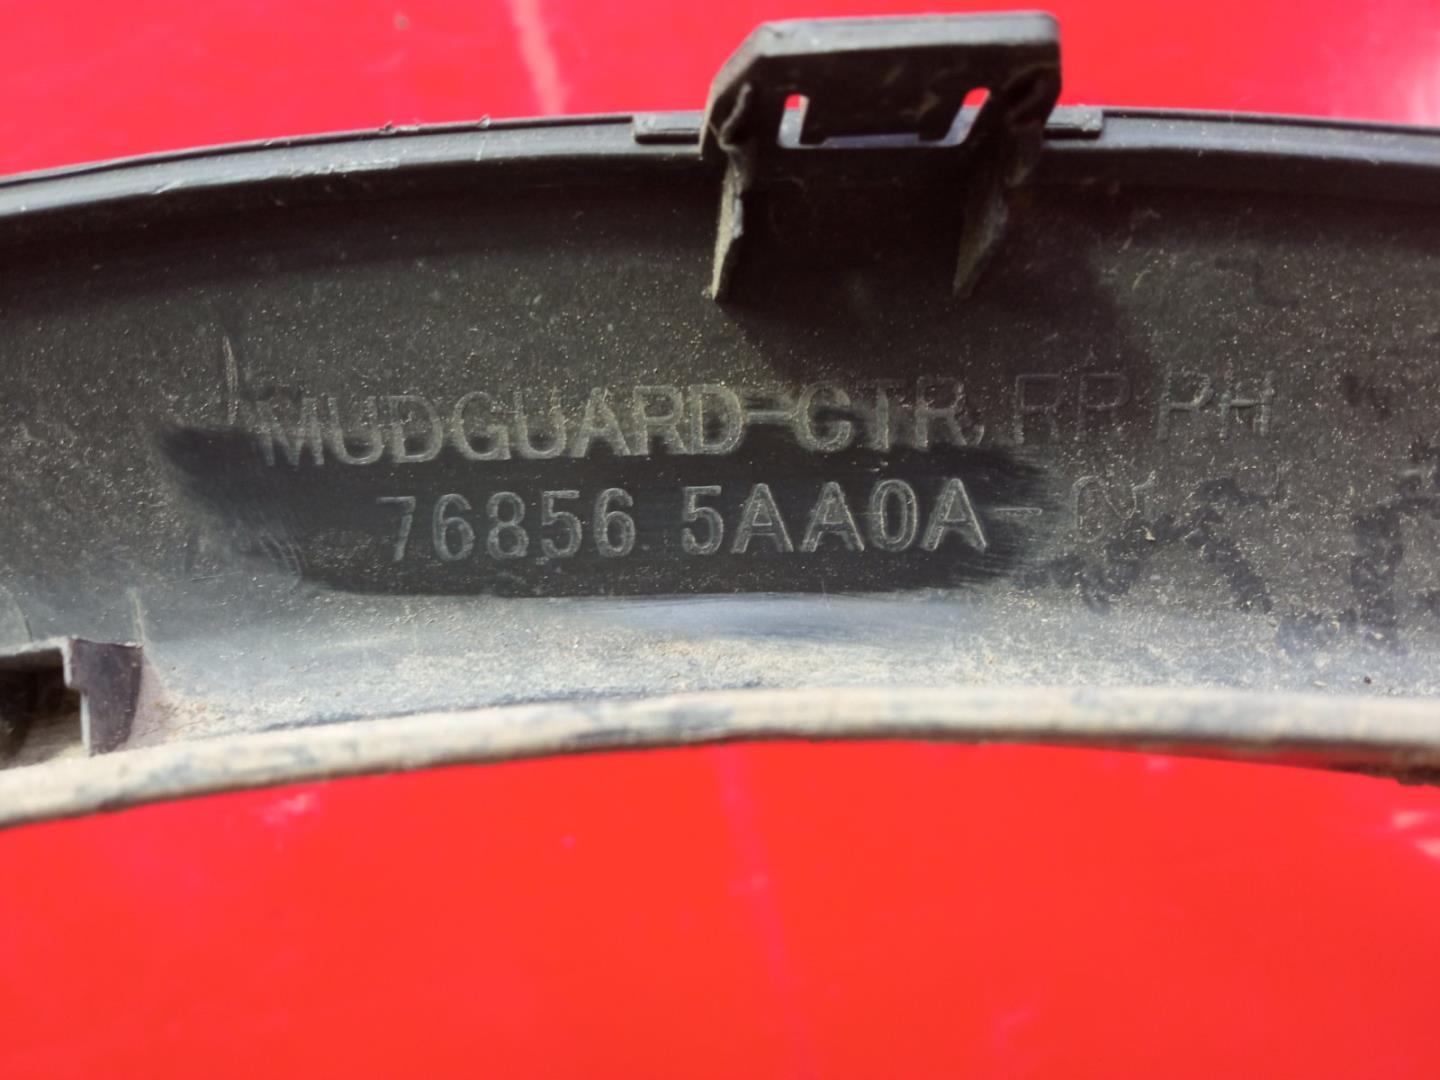 MUDGUARD-CTR, RR RH
76856 5AA0A-